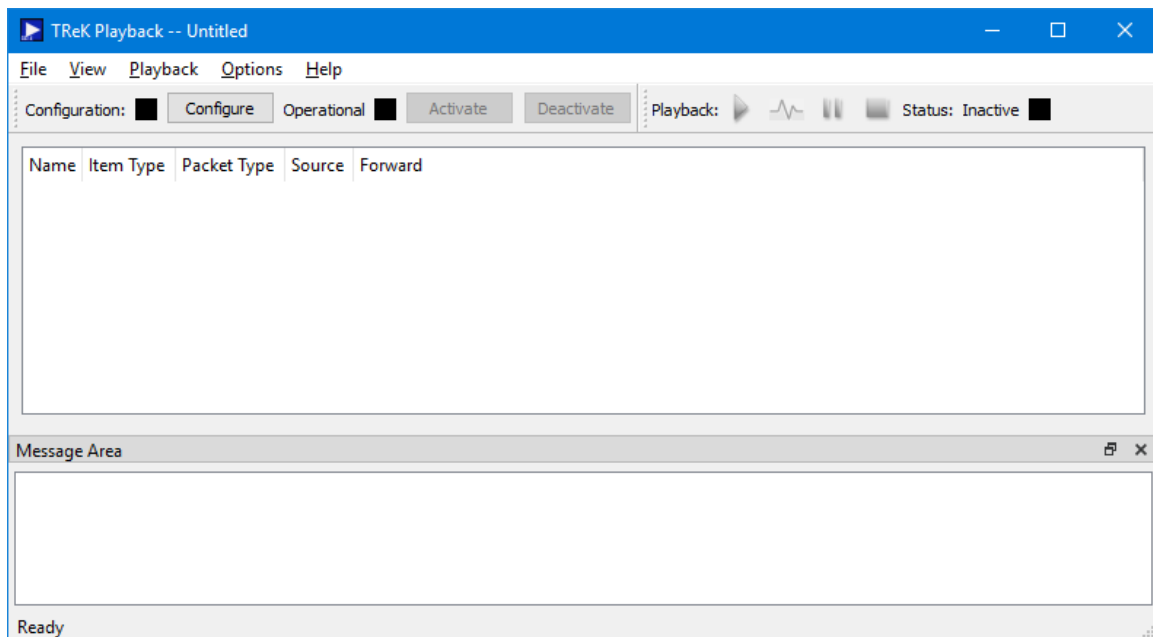 TReK Playback -- Untitled
File View Playback Options Help
Configuration: Configure Operational Activate Deactivate Playback: Status: Inactive
Name Item Type Packet Type Source Forward
Message Area
Ready